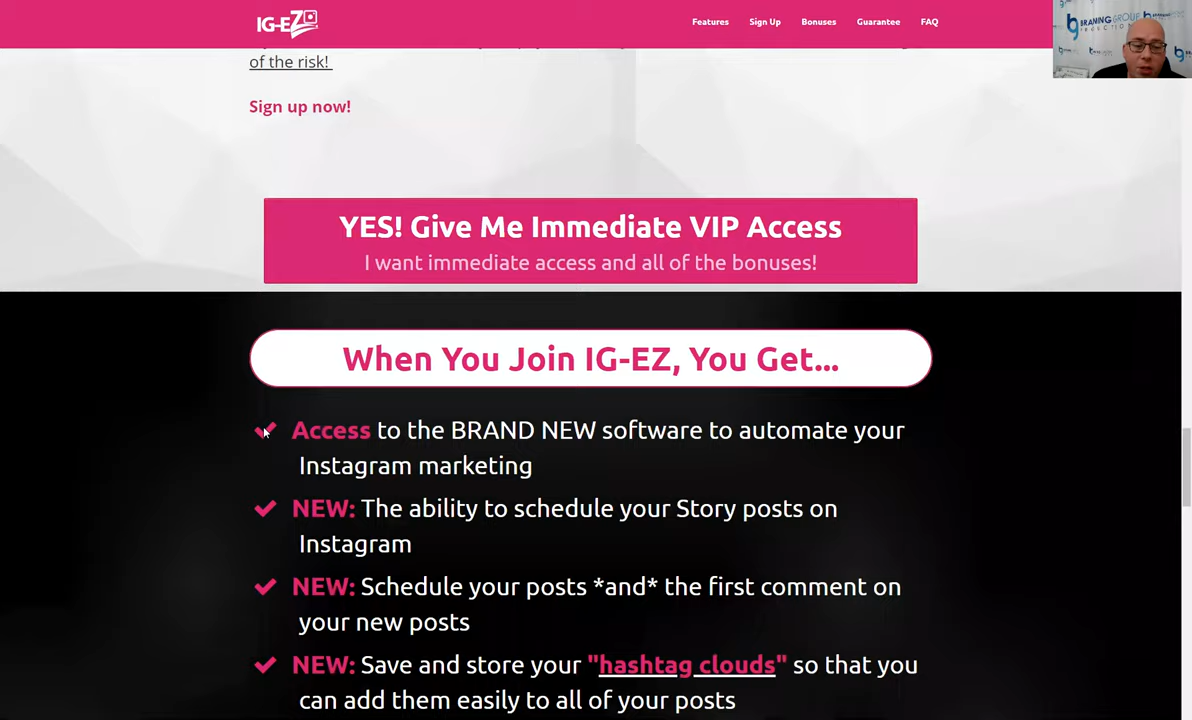 IG-EZ
Features Sign Up Bonuses Guarantee FAQ
BRANING GROUP
of the risk!
Sign up now!
YES! Give Me Immediate VIP Access
I want immediate access and all of the bonuses!
When You Join IG-EZ, You Get...
Access to the BRAND NEW software to automate your
Instagram marketing
NEW: The ability to schedule your Story posts on
Instagram
NEW: Schedule your posts *and* the first comment on
your new posts
NEW: Save and store your "hashtag clouds" so that you
can add them easily to all of your posts